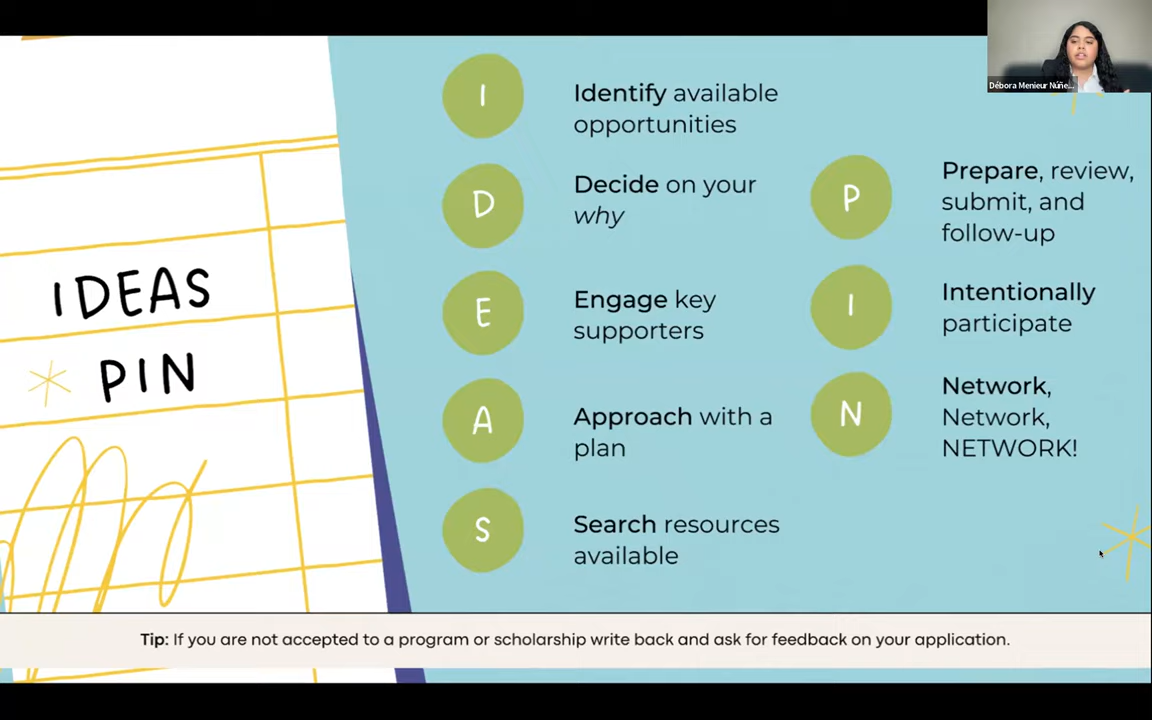 IDEAS
PIN
I
Identify available
opportunities
D
Decide on your
why
E
Engage key
supporters
A
Approach with a
plan
S
Search resources
available
P
Prepare, review,
submit, and
follow-up
I
Intentionally
participate
N
Network,
Network,
NETWORK!
Débora Menieur Núñe...
Tip: If you are not accepted to a program or scholarship write back and ask for feedback on your application.